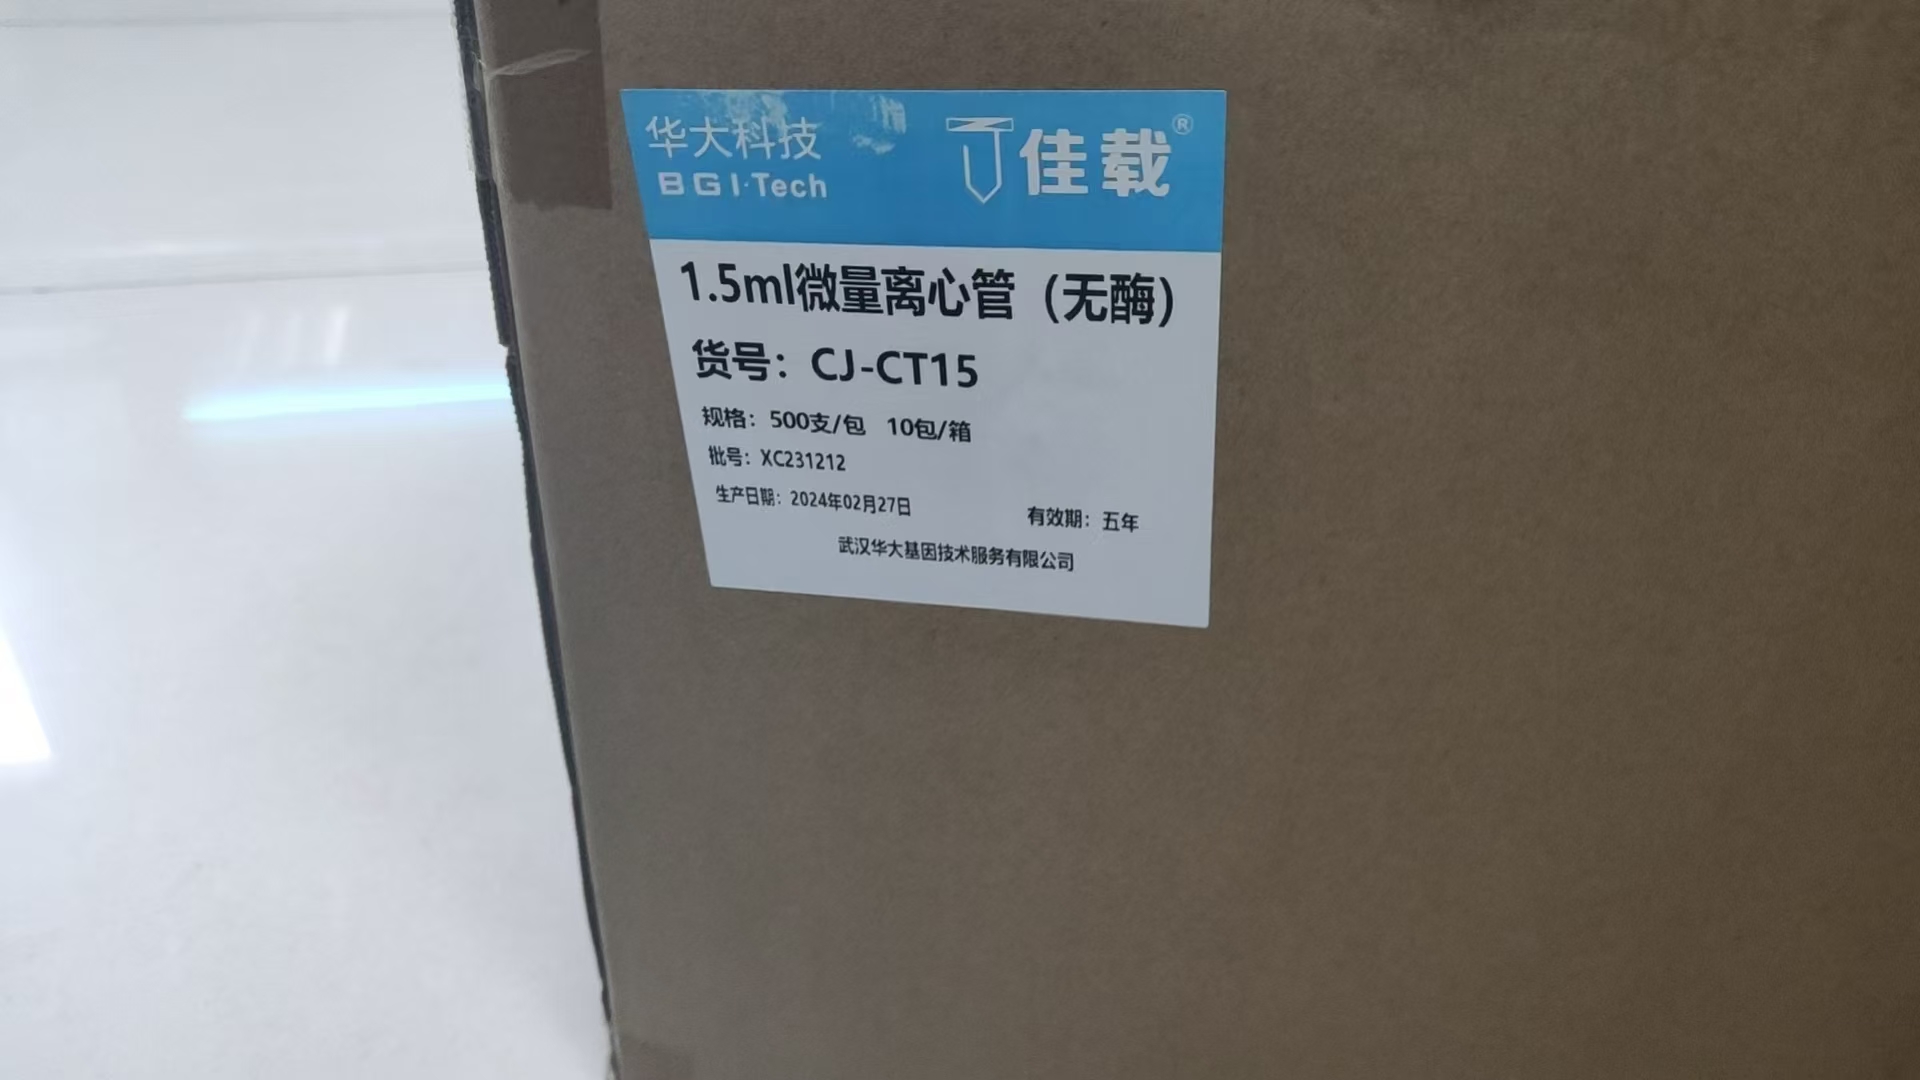 华大科技
BGI·Tech
佳载®
1.5ml微量离心管（无酶）
货号：CJ-CT15
规格：500支/包 10包/箱
批号：XC231212
生产日期：2024年02月27日 有效期：五年
武汉华大基因技术服务有限公司